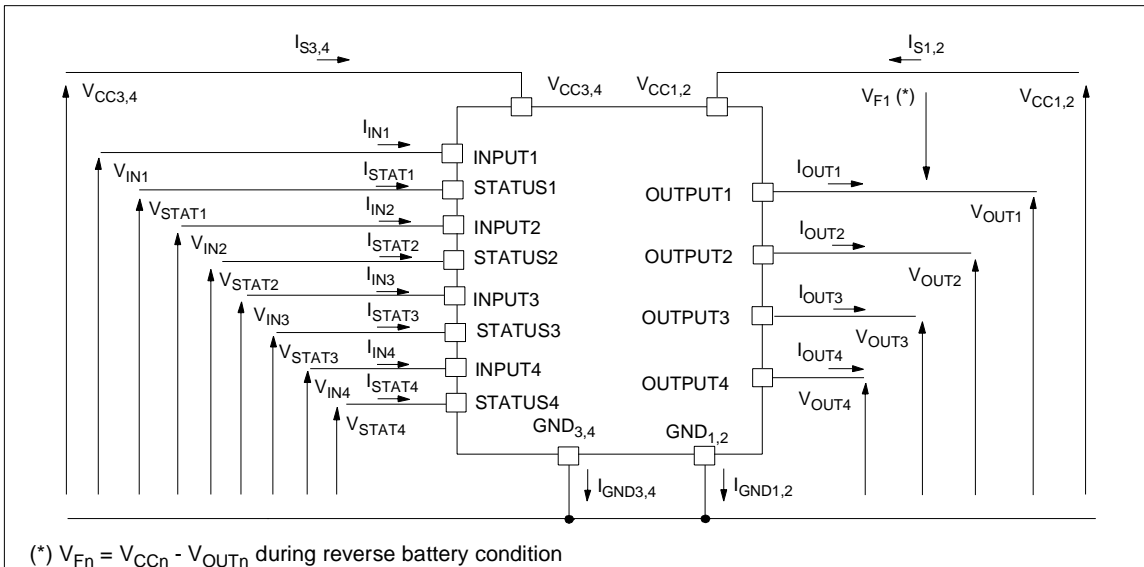 I_S3,4
I_S1,2
V_CC3,4
V_CC3,4
V_CC1,2
V_F1 (*)
V_CC1,2
I_IN1
INPUT1
V_IN1
I_STAT1
STATUS1
OUTPUT1
I_OUT1
V_OUT1
V_STAT1
I_IN2
INPUT2
V_IN2
I_STAT2
STATUS2
OUTPUT2
I_OUT2
V_OUT2
V_STAT2
I_IN3
INPUT3
V_IN3
I_STAT3
STATUS3
OUTPUT3
I_OUT3
V_OUT3
V_STAT3
I_IN4
INPUT4
V_IN4
I_STAT4
STATUS4
OUTPUT4
I_OUT4
V_OUT4
V_STAT4
GND_3,4
GND_1,2
I_GND3,4
I_GND1,2
(*) V_Fn = V_CCn - V_OUTn during reverse battery condition